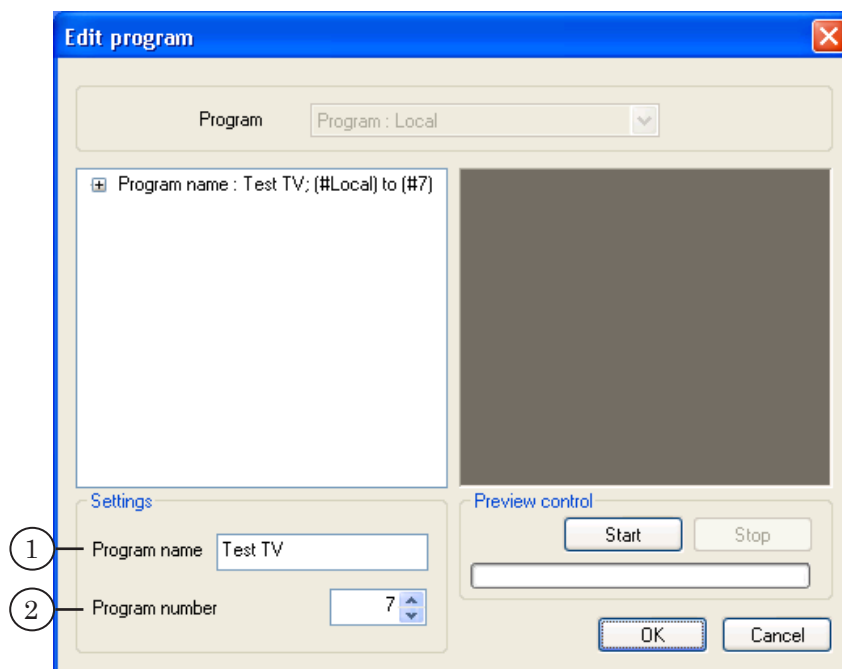 Edit program
Program Program : Local
Program name : Test TV; (#Local) to (#7)
Settings
Preview control
Start Stop
1 Program name Test TV
2 Program number 7
OK Cancel